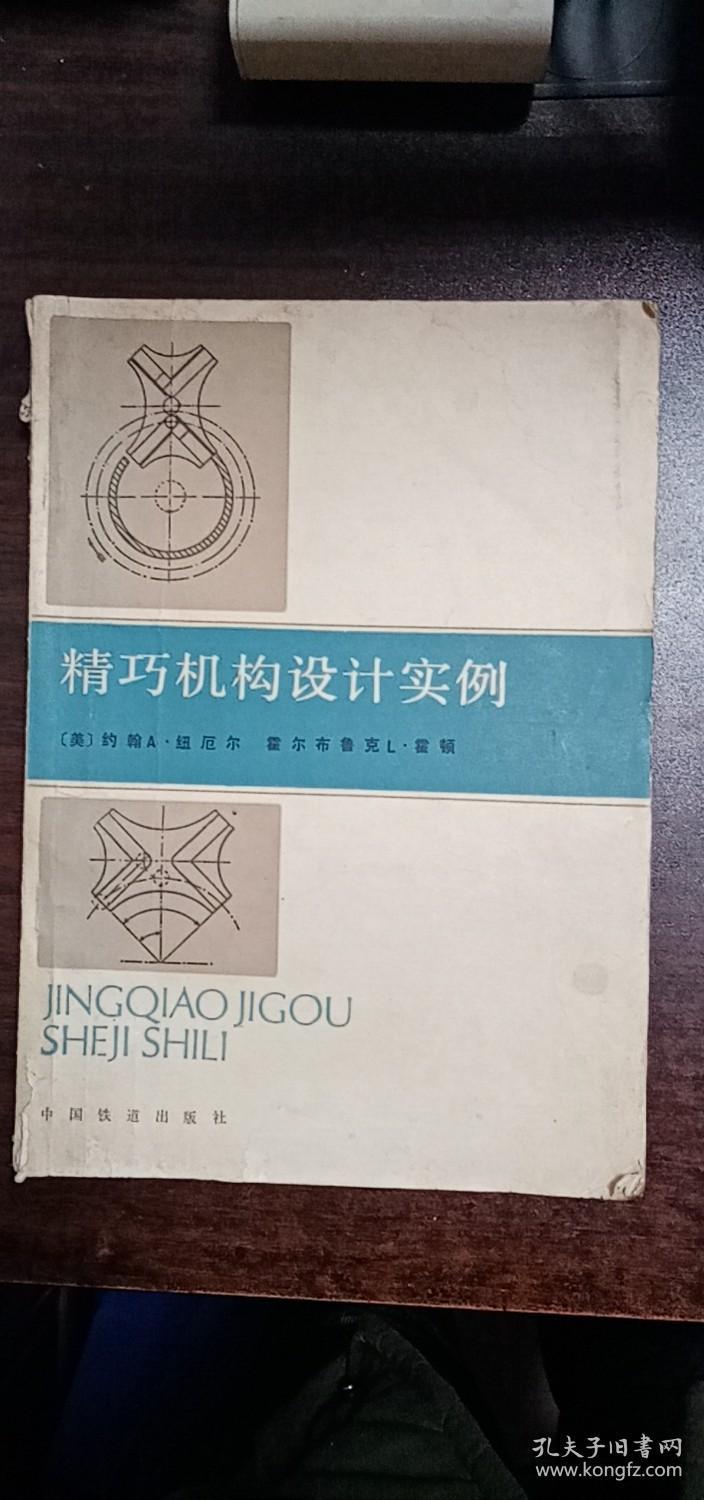 精巧机构设计实例
〔美〕约翰A·纽厄尔 霍尔布鲁克L·霍顿
JINGQIAO JIGOU
SHEJI SHILI
中国铁道出版社
孔夫子旧书网
www.kongfz.com